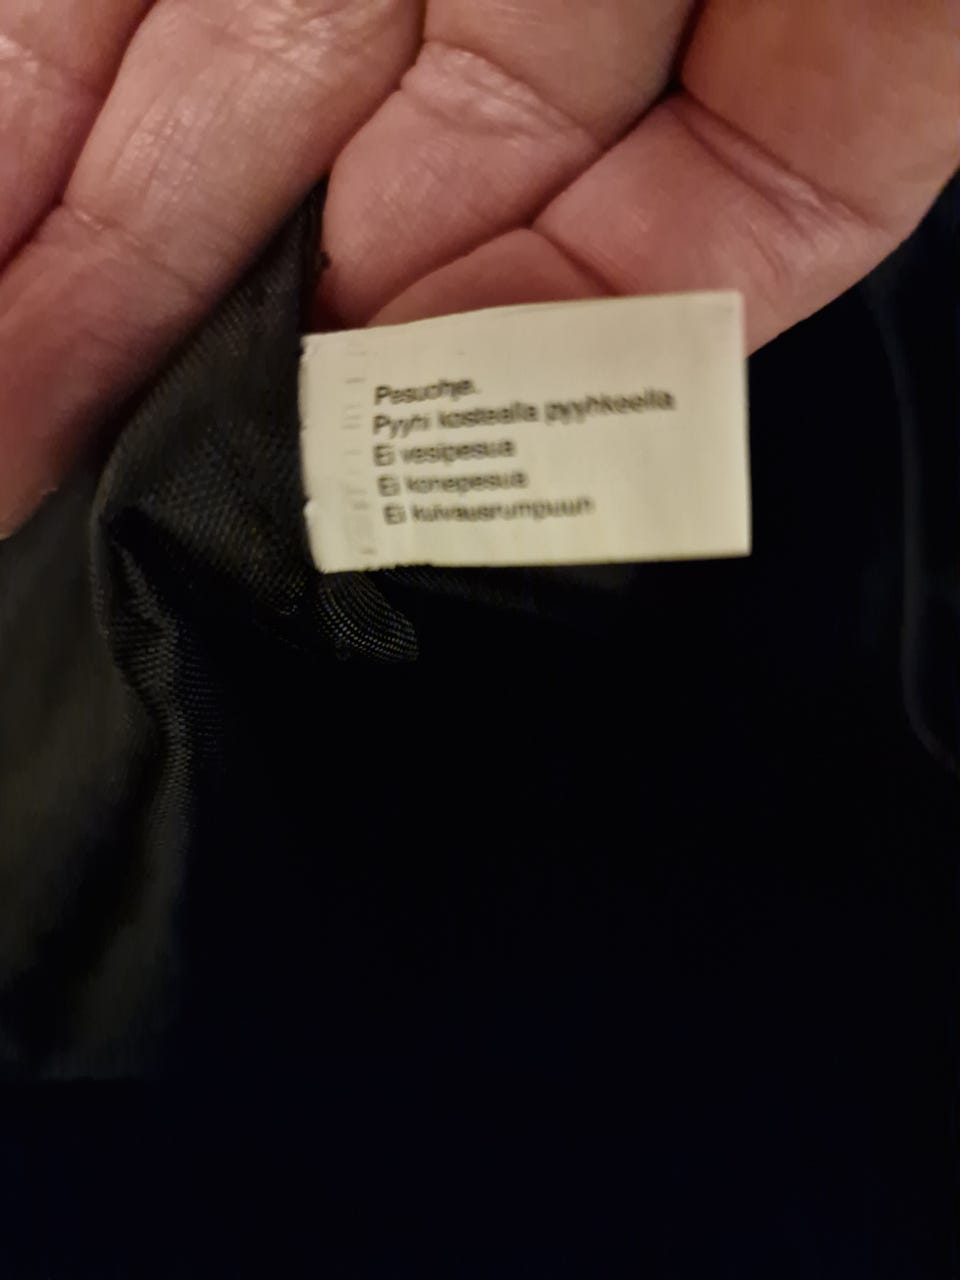 Pesuohje.
Pyyhi kostealla pyyhkeellä
Ei vesipesua
Ei konepesua
Ei kuivausrumpuun